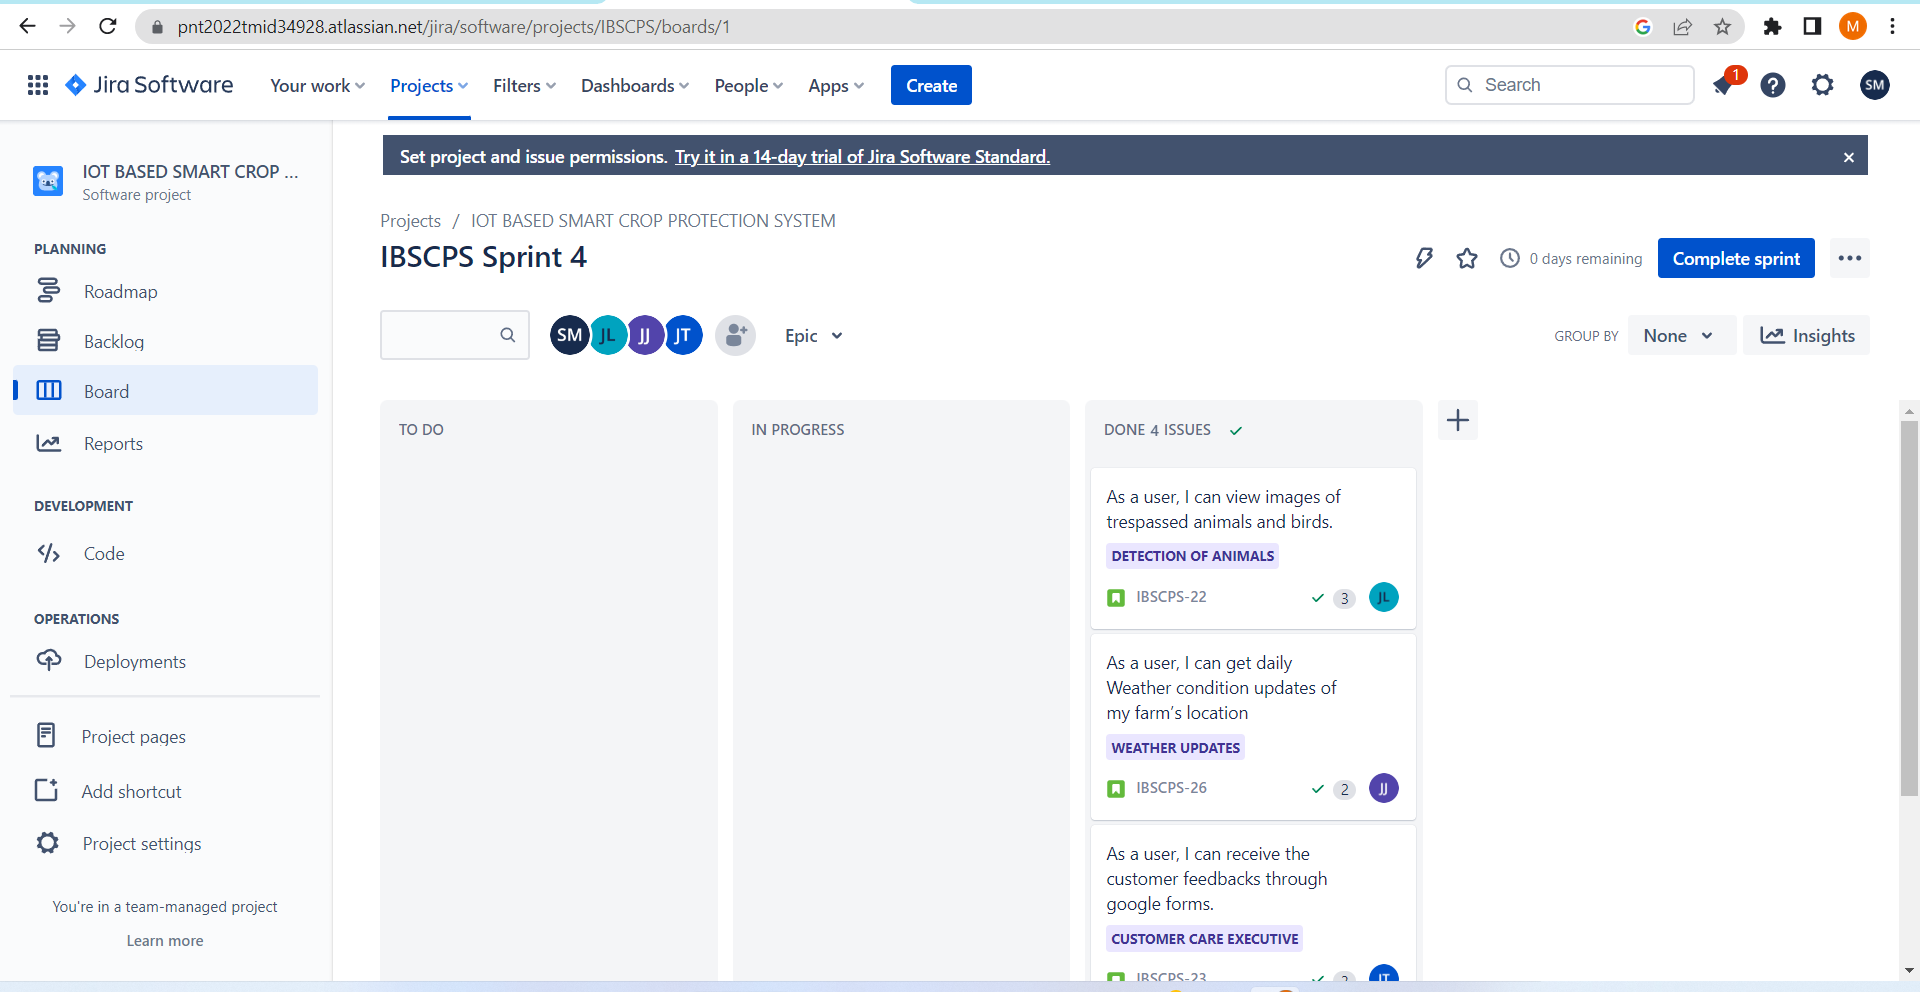 pnt2022tmid34928.atlassian.net/jira/software/projects/IBSCPS/boards/1
M
Jira Software
Your work
Projects
Filters
Dashboards
People
Apps
Create
Search
1
SM
IOT BASED SMART CROP ...
Software project
PLANNING
Roadmap
Backlog
Board
Reports
DEVELOPMENT
Code
OPERATIONS
Deployments
Project pages
Add shortcut
Project settings
You're in a team-managed project
Learn more
Set project and issue permissions. Try it in a 14-day trial of Jira Software Standard.
Projects / IOT BASED SMART CROP PROTECTION SYSTEM
IBSCPS Sprint 4
0 days remaining
Complete sprint
SM
JL
JJ
JT
Epic
GROUP BY
None
Insights
TO DO
IN PROGRESS
DONE 4 ISSUES
As a user, I can view images of
trespassed animals and birds.
DETECTION OF ANIMALS
IBSCPS-22
3
JL
As a user, I can get daily
Weather condition updates of
my farm's location
WEATHER UPDATES
IBSCPS-26
2
JJ
As a user, I can receive the
customer feedbacks through
google forms.
CUSTOMER CARE EXECUTIVE
IBSCPS-23
JT